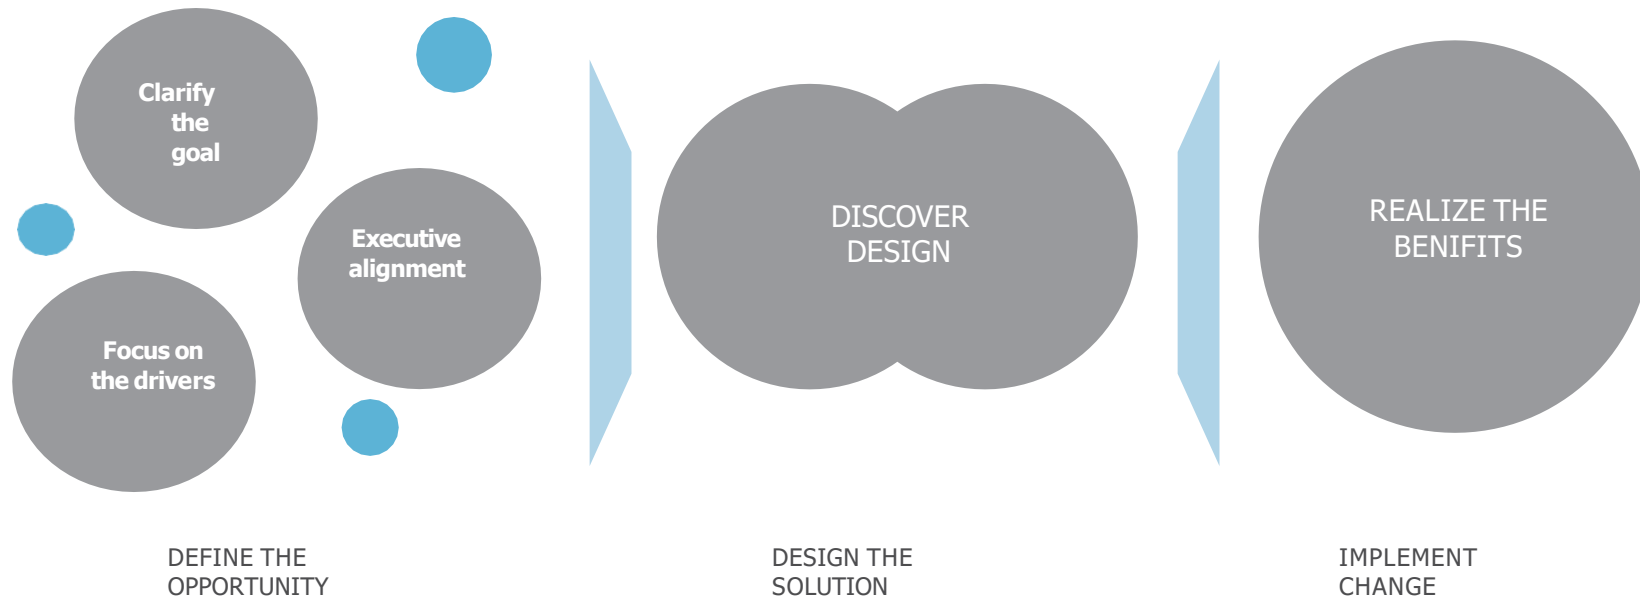 Clarify
the
goal
Executive
alignment
Focus on
the drivers
DISCOVER
DESIGN
REALIZE THE
BENIFITS
DEFINE THE
OPPORTUNITY
DESIGN THE
SOLUTION
IMPLEMENT
CHANGE